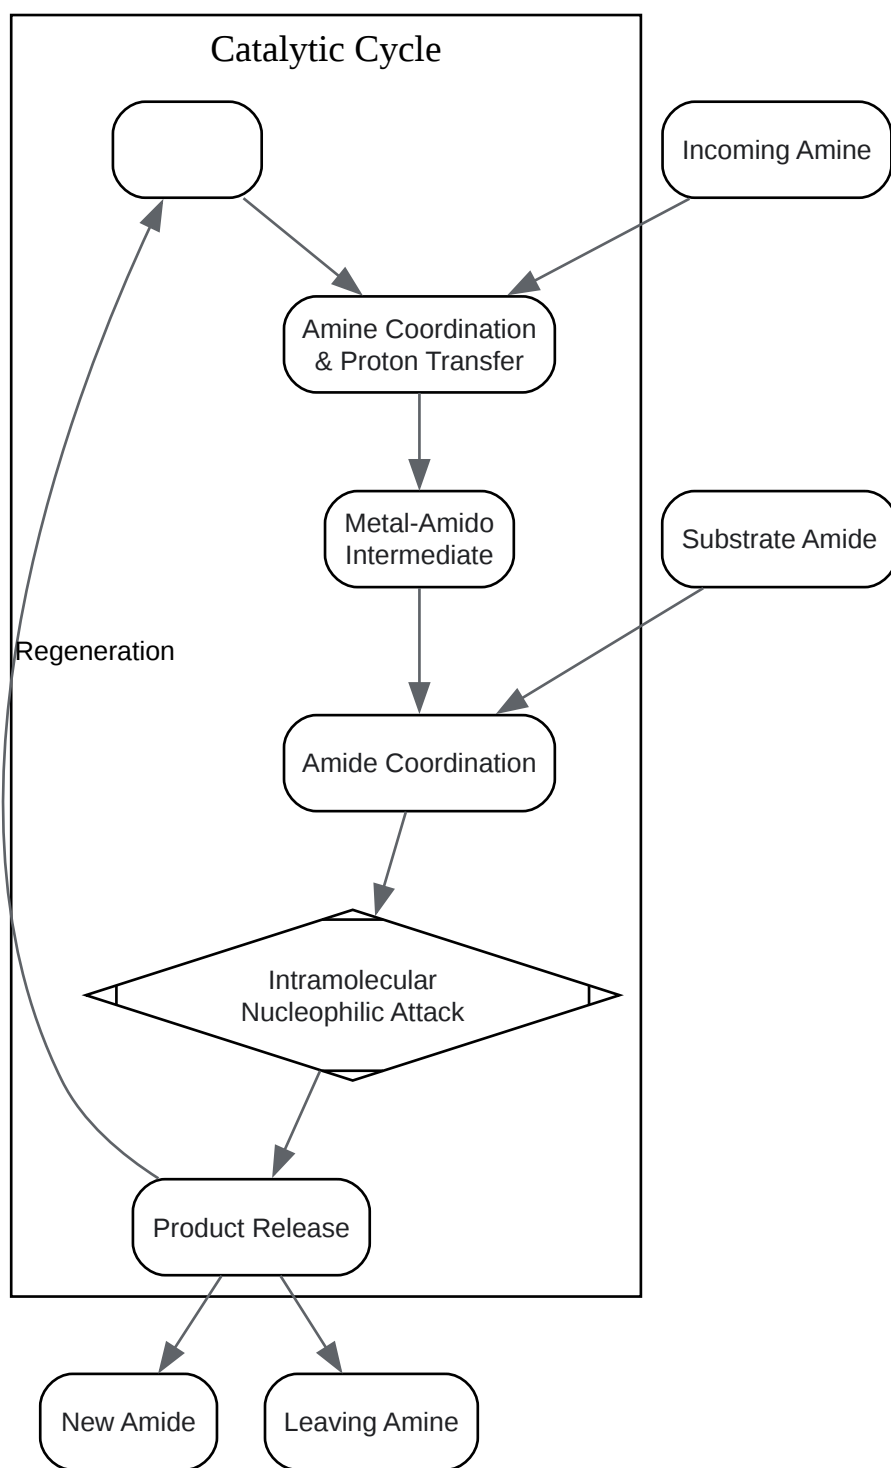 Catalytic Cycle
Incoming Amine
Amine Coordination
& Proton Transfer
Metal-Amido
Intermediate
Substrate Amide
Regeneration
Amide Coordination
Intramolecular
Nucleophilic Attack
Product Release
New Amide
Leaving Amine